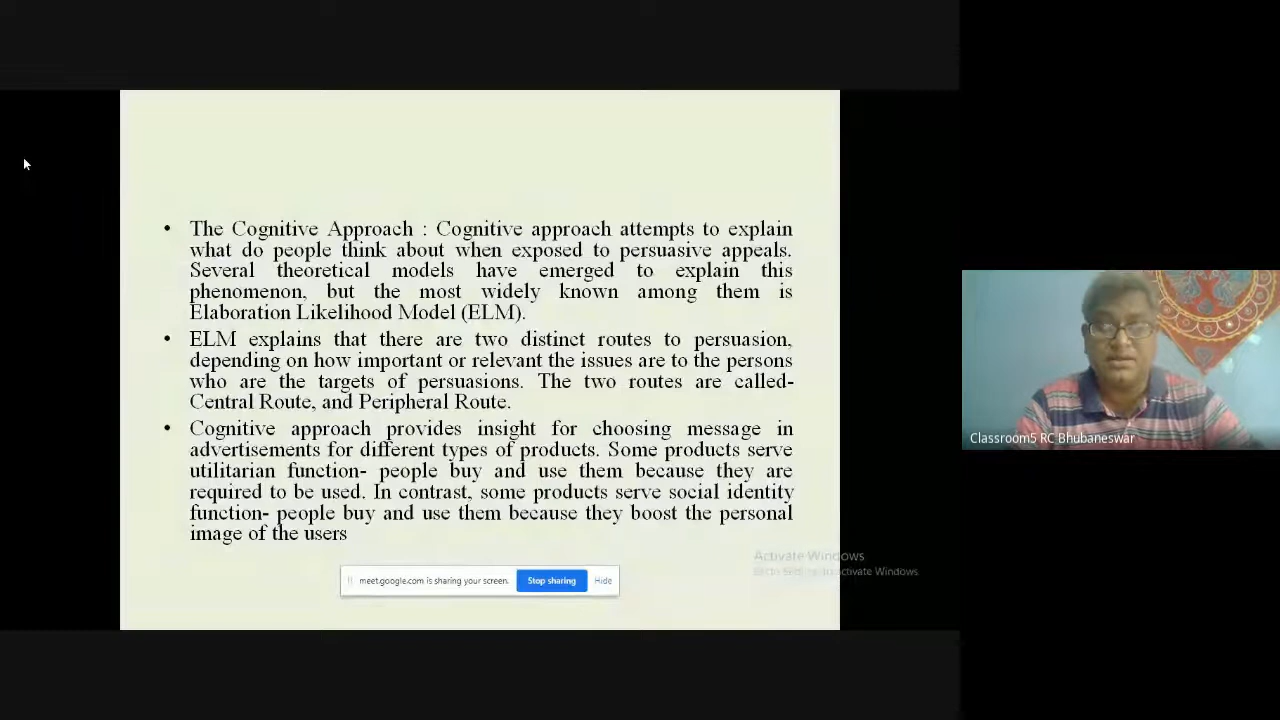 • The Cognitive Approach : Cognitive approach attempts to explain
what do people think about when exposed to persuasive appeals.
Several theoretical models have emerged to explain this
phenomenon, but the most widely known among them is
Elaboration Likelihood Model (ELM).
• ELM explains that there are two distinct routes to persuasion,
depending on how important or relevant the issues are to the persons
who are the targets of persuasions. The two routes are called-
Central Route, and Peripheral Route.
• Cognitive approach provides insight for choosing message in
advertisements for different types of products. Some products serve
utilitarian function- people buy and use them because they are
required to be used. In contrast, some products serve social identity
function- people buy and use them because they boost the personal
image of the users
meet.google.com is sharing your screen. Stop sharing Hide
Activate Windows
Activate Windows
Classroom5 RC Bhubaneswar